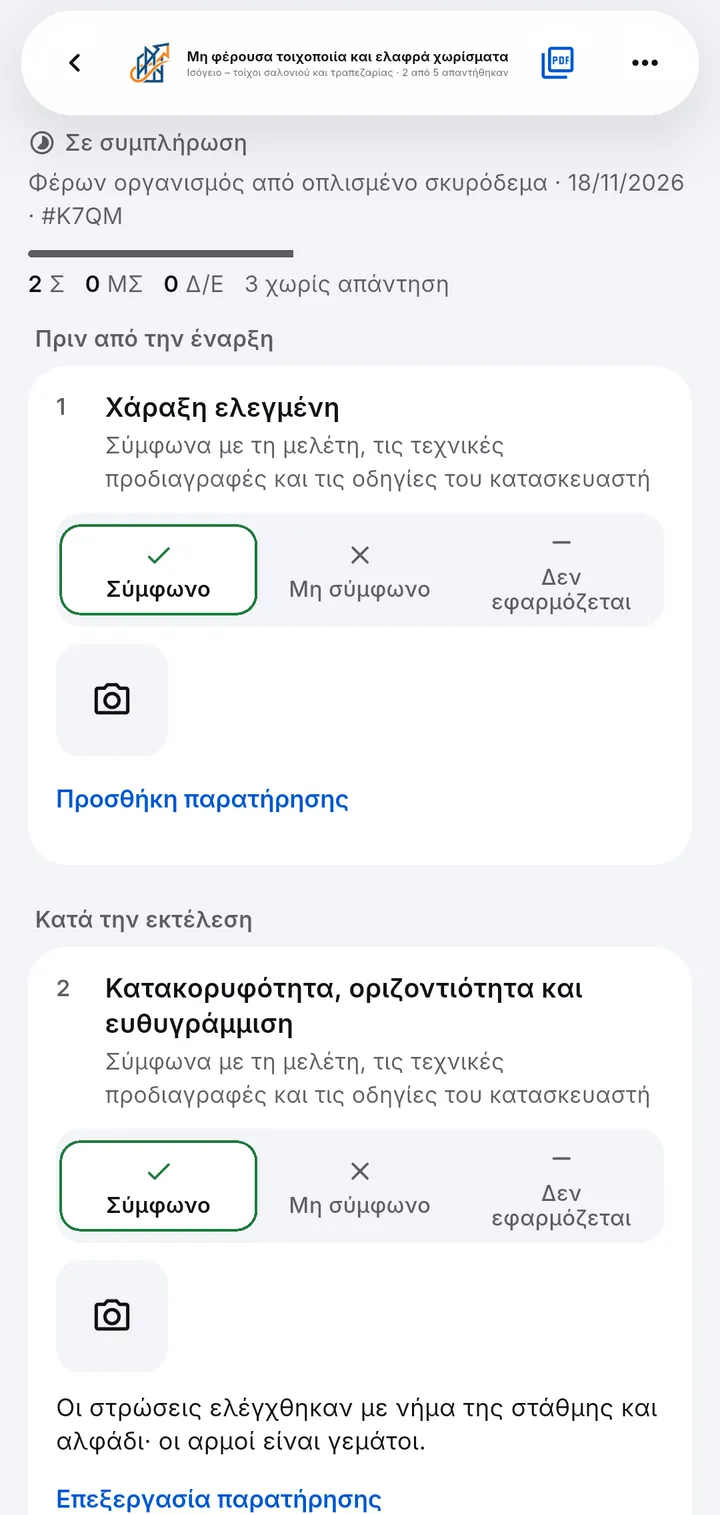 Μη φέρουσα τοιχοποιία και ελαφρά χωρίσματα
Ισόγειο – τοίχοι σαλονιού και τραπεζαρίας · 2 από 5 απαντήθηκαν
PDF
Σε συμπλήρωση
Φέρων οργανισμός από οπλισμένο σκυρόδεμα · 18/11/2026
· #K7QM
2 Σ 0 ΜΣ 0 Δ/Ε 3 χωρίς απάντηση
Πριν από την έναρξη
1 Χάραξη ελεγμένη
Σύμφωνα με τη μελέτη, τις τεχνικές
προδιαγραφές και τις οδηγίες του κατασκευαστή
Σύμφωνο Μη σύμφωνο Δεν
εφαρμόζεται
Προσθήκη παρατήρησης
Κατά την εκτέλεση
2 Κατακορυφότητα, οριζοντιότητα και
ευθυγράμμιση
Σύμφωνα με τη μελέτη, τις τεχνικές
προδιαγραφές και τις οδηγίες του κατασκευαστή
Σύμφωνο Μη σύμφωνο Δεν
εφαρμόζεται
Οι στρώσεις ελέγχθηκαν με νήμα της στάθμης και
αλφάδι· οι αρμοί είναι γεμάτοι.
Επεξεργασία παρατήρησης